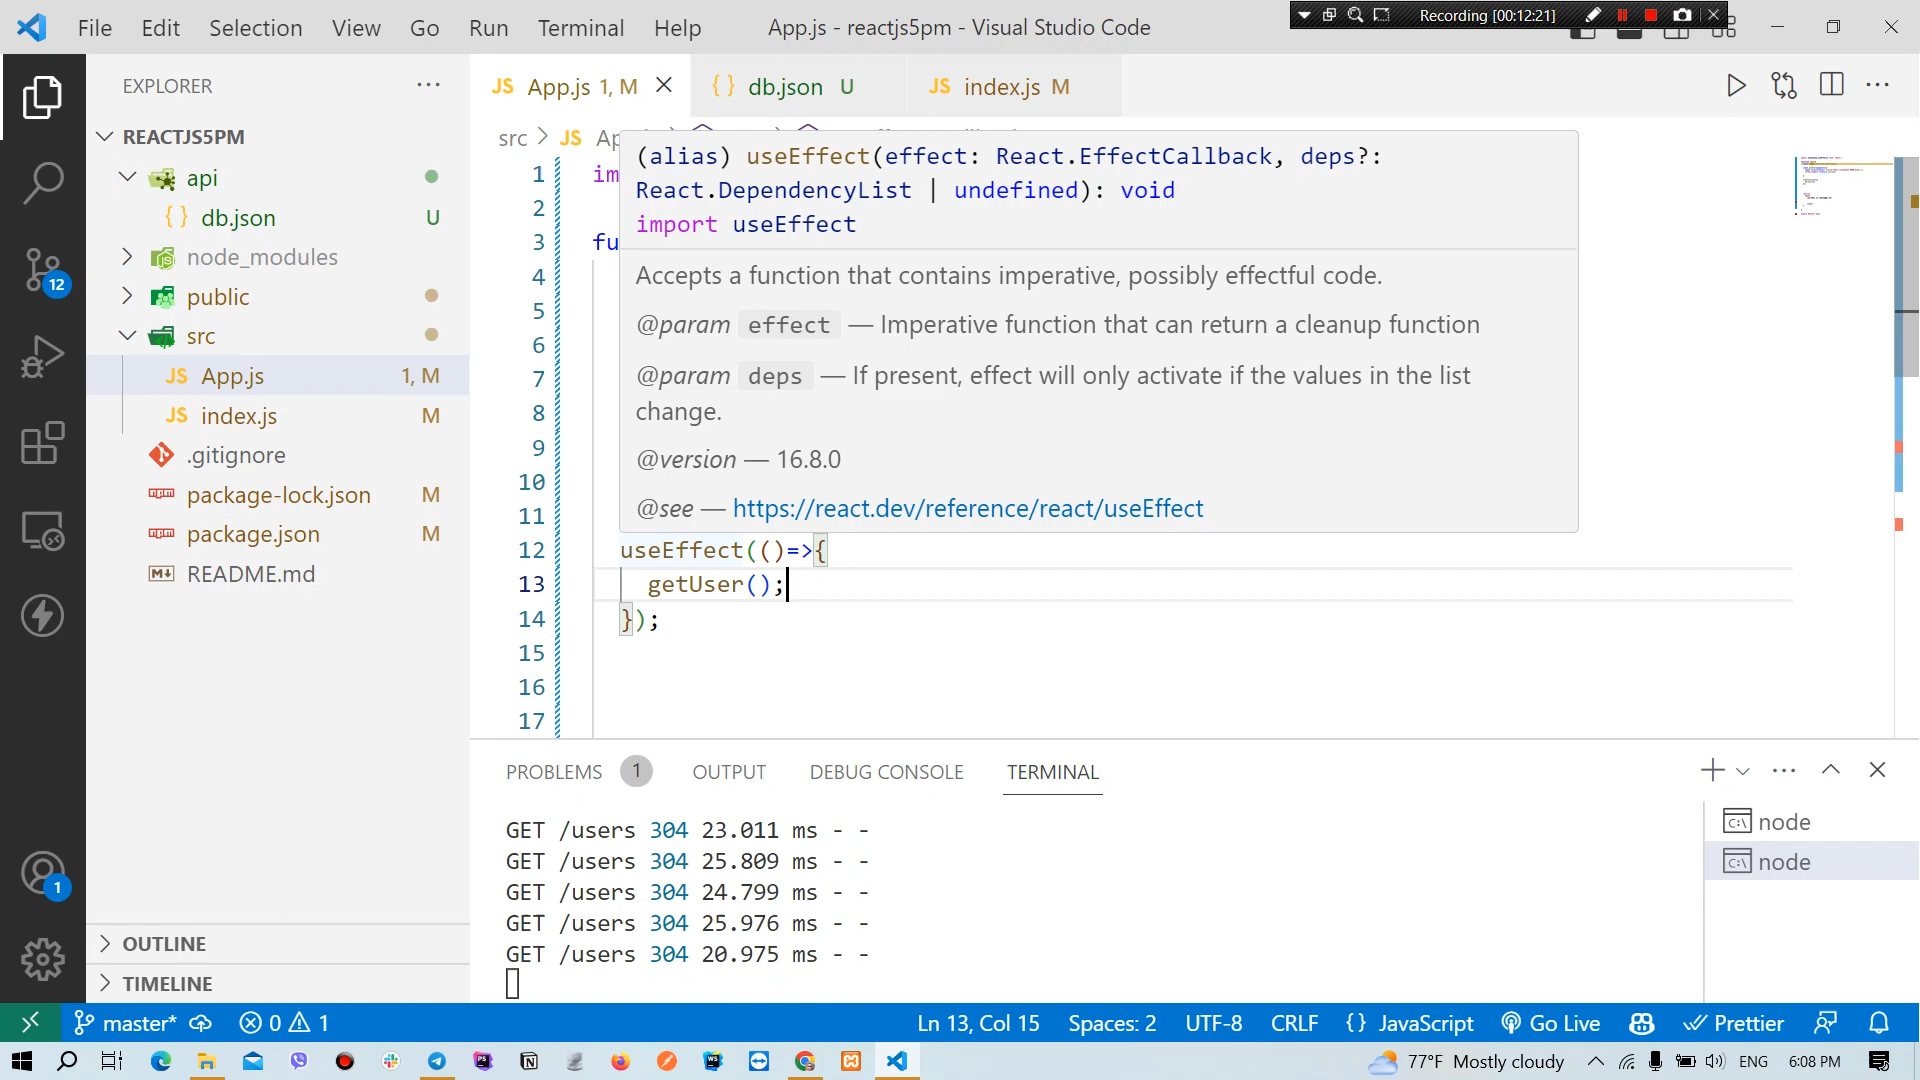 File Edit Selection View Go Run Terminal Help
App.js - reactjs5pm - Visual Studio Code
Recording [00:12:21]
EXPLORER
REACTJS5PM
api
db.json U
node_modules
public
src
App.js 1, M
index.js M
.gitignore
package-lock.json M
package.json M
README.md
OUTLINE
TIMELINE
12
1
JS App.js 1, M
{} db.json U
JS index.js M
src > JS
(alias) useEffect(effect: React.EffectCallback, deps?:
React.DependencyList | undefined): void
import useEffect
Accepts a function that contains imperative, possibly effectful code.
@param effect — Imperative function that can return a cleanup function
@param deps — If present, effect will only activate if the values in the list
change.
@version — 16.8.0
@see — https://react.dev/reference/react/useEffect
1 im
2
3 fu
4
5
6
7
8
9
10
11
12 useEffect(()=>{
13 getUser();
14 });
15
16
17
PROBLEMS 1 OUTPUT DEBUG CONSOLE TERMINAL
GET /users 304 23.011 ms - -
GET /users 304 25.809 ms - -
GET /users 304 24.799 ms - -
GET /users 304 25.976 ms - -
GET /users 304 20.975 ms - -
node
node
master* 0 1 Ln 13, Col 15 Spaces: 2 UTF-8 CRLF {} JavaScript Go Live Prettier
77°F Mostly cloudy ENG 6:08 PM